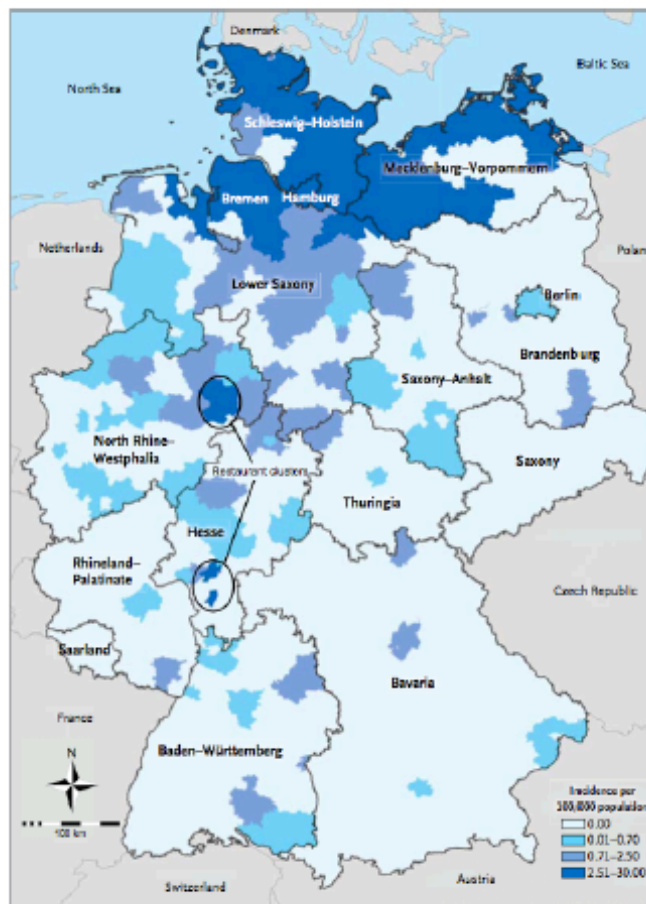 Denmark
North Sea
Baltic Sea
Schleswig–Holstein
Mecklenburg–Vorpommern
Bremen
Hamburg
Netherlands
Poland
Lower Saxony
Berlin
Brandenburg
Saxony–Anhalt
North Rhine–
Westphalia
Restaurant clusters
Saxony
Thuringia
Hesse
Rhineland–
Palatinate
Czech Republic
Saarland
Bavaria
France
N
Baden–Württemberg
100 km
Switzerland
Austria
Incidence per
100,000 population
0.00
0.01–0.70
0.71–2.50
2.51–30.00